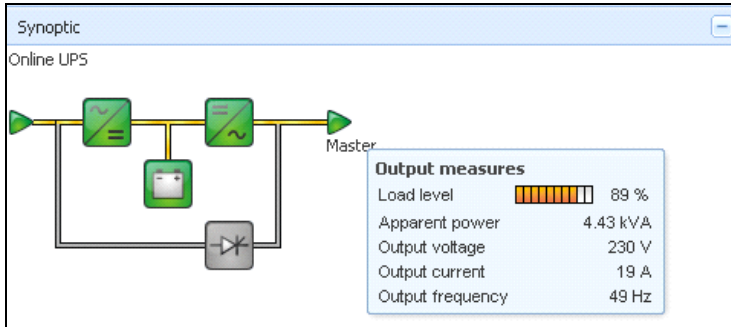 Synoptic
Online UPS
Master
Output measures
Load level 89 %
Apparent power 4.43 kVA
Output voltage 230 V
Output current 19 A
Output frequency 49 Hz